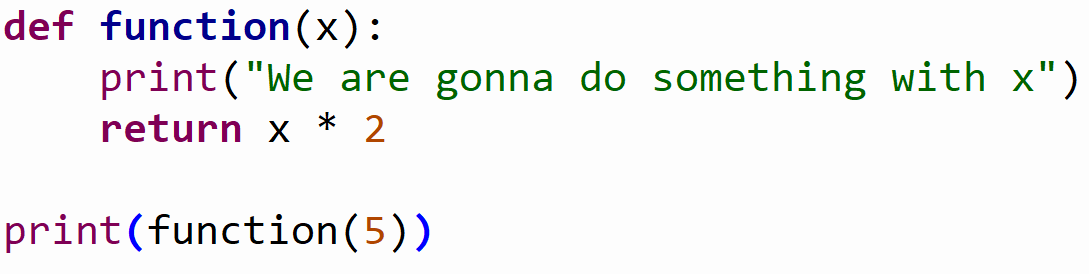 def function(x):
    print("We are gonna do something with x")
    return x * 2

print(function(5))